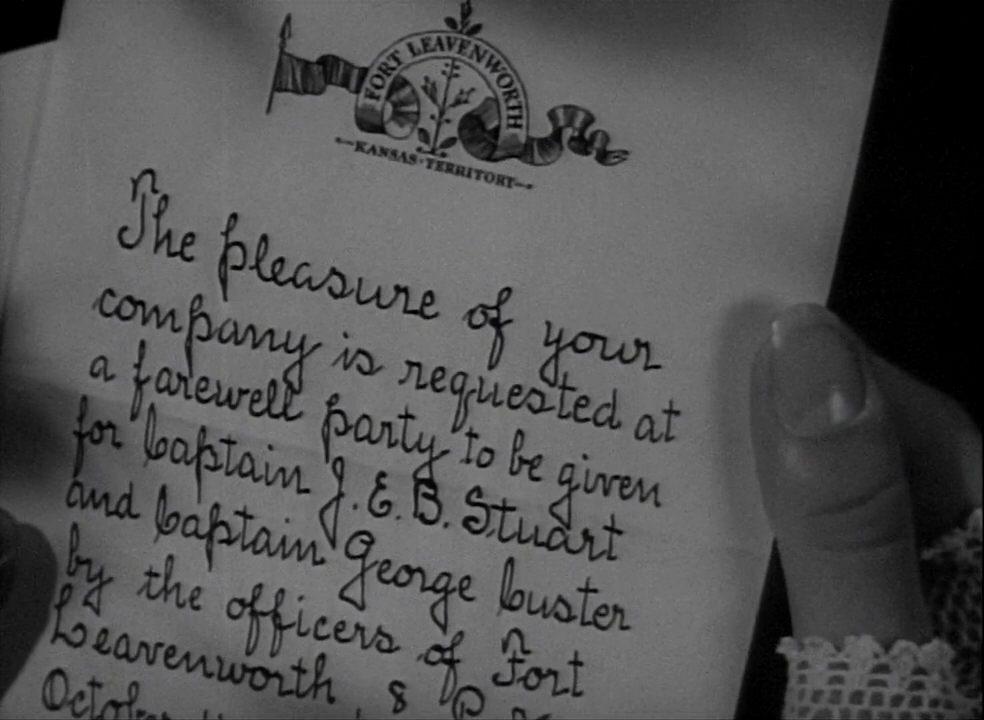 FORT LEAVENWORTH
KANSAS·TERRITORY
The pleasure of your
company is requested at
a farewell party to be given
for Captain J. E. B. Stuart
and Captain George Custer
by the officers of Fort
Leavenworth, 8 P.